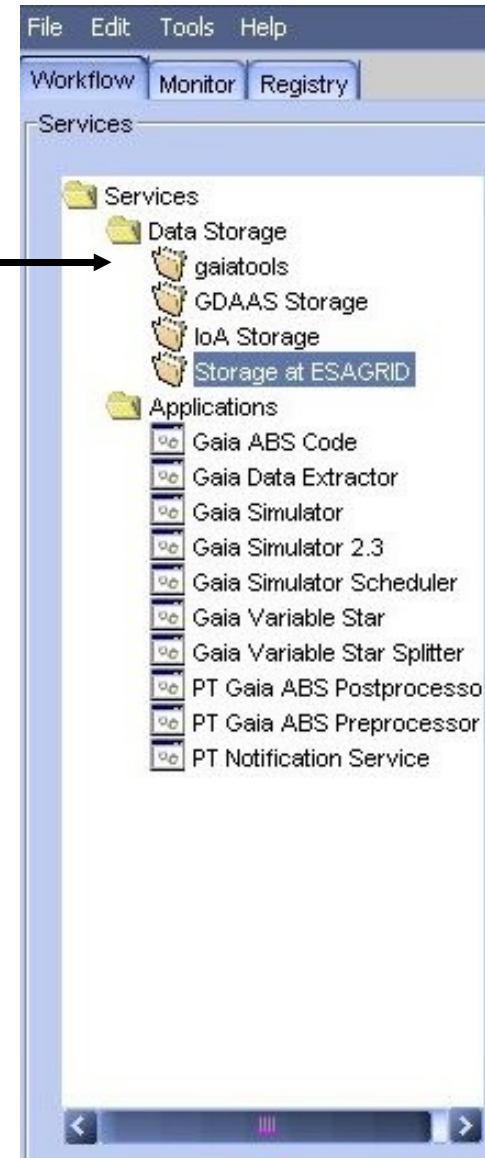 File Edit Tools Help
Workflow Monitor Registry
Services
Services
Data Storage
gaiatools
GDAAS Storage
IoA Storage
Storage at ESAGRID
Applications
Gaia ABS Code
Gaia Data Extractor
Gaia Simulator
Gaia Simulator 2.3
Gaia Simulator Scheduler
Gaia Variable Star
Gaia Variable Star Splitter
PT Gaia ABS Postprocesso
PT Gaia ABS Preprocessor
PT Notification Service